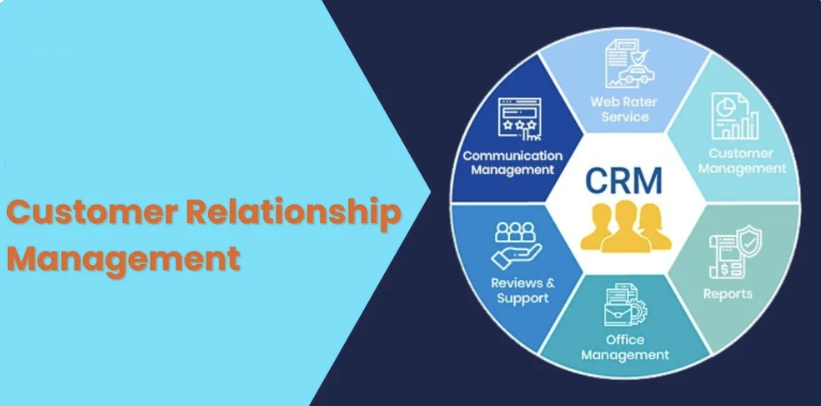 Customer Relationship
Management
Web Rater
Service
Customer
Management
Reports
Office
Management
Reviews &
Support
Communication
Management
CRM
$